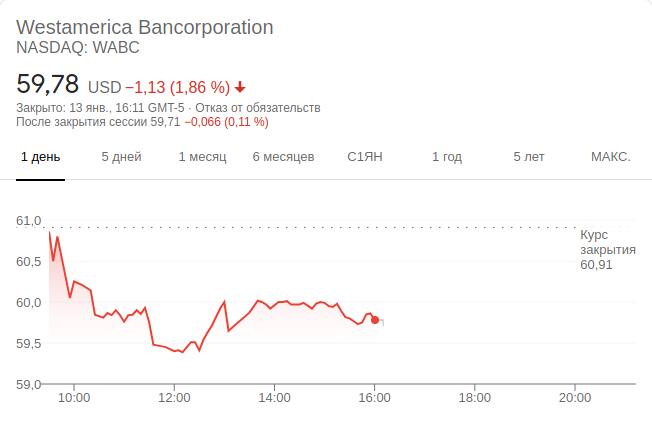 Westamerica Bancorporation
NASDAQ: WABC
59,78 USD −1,13 (1,86 %)
Закрыто: 13 янв., 16:11 GMT-5 · Отказ от обязательств
После закрытия сессии 59,71 −0,066 (0,11 %)
1 день 5 дней 1 месяц 6 месяцев С1ЯН 1 год 5 лет МАКС.
61,0
Курс
закрытия
60,91
60,5
60,0
59,5
59,0
10:00 12:00 14:00 16:00 18:00 20:00